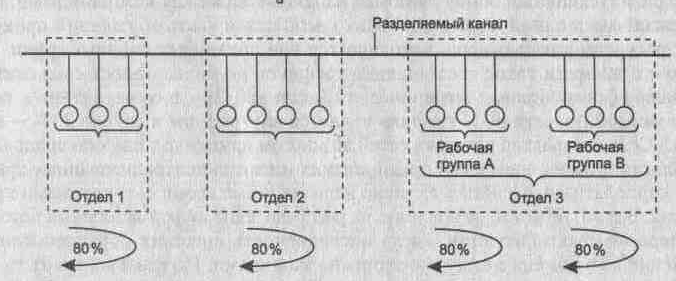 Разделяемый канал
Рабочая группа A
Рабочая группа B
Отдел 1
Отдел 2
Отдел 3
80%
80%
80%
80%